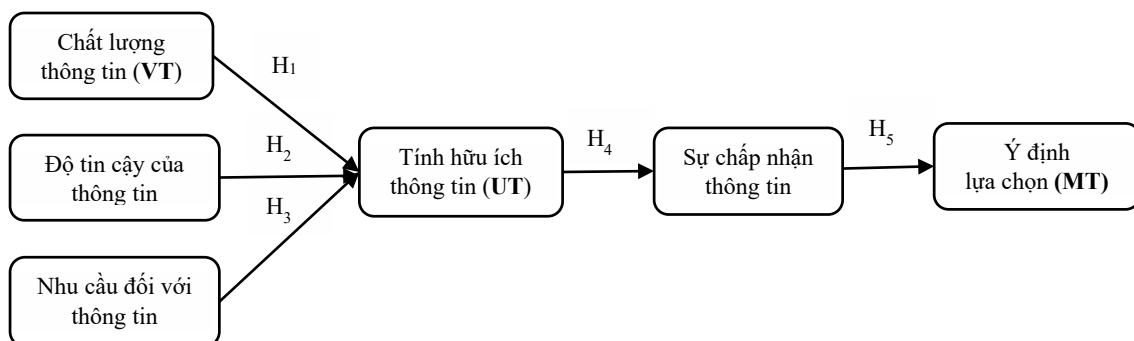 Chất lượng
thông tin (VT)
H1
Độ tin cậy của
thông tin
H2
Nhu cầu đối với
thông tin
H3
Tính hữu ích
thông tin (UT)
H4
Sự chấp nhận
thông tin
H5
Ý định
lựa chọn (MT)